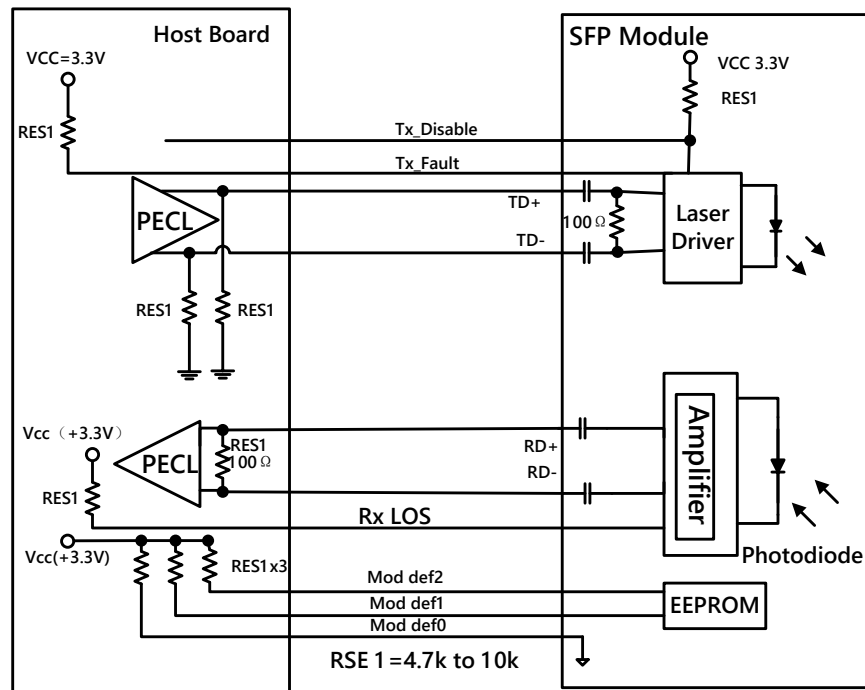 Host Board
SFP Module
VCC=3.3V
VCC 3.3V
RES1
RES1
Tx_Disable
Tx_Fault
PECL
TD+
100Ω
TD-
Laser
Driver
RES1
RES1
Vcc（+3.3V）
PECL
RES1
100Ω
RD+
RD-
Amplifier
RES1
Rx LOS
Vcc(+3.3V)
RES1x3
Photodiode
Mod def2
Mod def1
Mod def0
EEPROM
RSE 1=4.7k to 10k